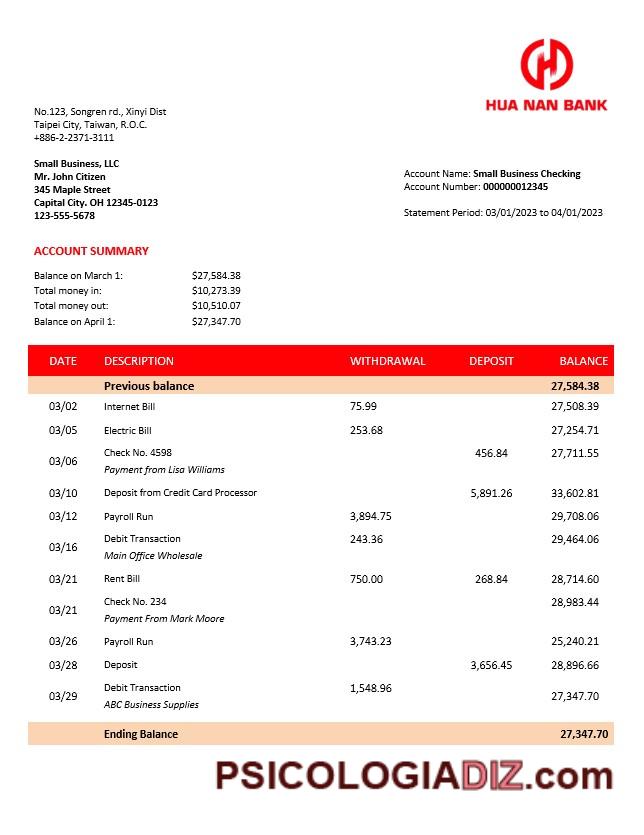 HUA NAN BANK
No.123, Songren rd., Xinyi Dist
Taipei City, Taiwan, R.O.C.
+886-2-2371-3111
Small Business, LLC
Mr. John Citizen
345 Maple Street
Capital City. OH 12345-0123
123-555-5678
Account Name: Small Business Checking
Account Number: 000000012345
Statement Period: 03/01/2023 to 04/01/2023
ACCOUNT SUMMARY
Balance on March 1: $27,584.38
Total money in: $10,273.39
Total money out: $10,510.07
Balance on April 1: $27,347.70
DATE DESCRIPTION WITHDRAWAL DEPOSIT BALANCE
Previous balance 27,584.38
03/02 Internet Bill 75.99 27,508.39
03/05 Electric Bill 253.68 27,254.71
03/06 Check No. 4598 456.84 27,711.55
Payment from Lisa Williams
03/10 Deposit from Credit Card Processor 5,891.26 33,602.81
03/12 Payroll Run 3,894.75 29,708.06
03/16 Debit Transaction 243.36 29,464.06
Main Office Wholesale
03/21 Rent Bill 750.00 268.84 28,714.60
03/21 Check No. 234 28,983.44
Payment From Mark Moore
03/26 Payroll Run 3,743.23 25,240.21
03/28 Deposit 3,656.45 28,896.66
03/29 Debit Transaction 1,548.96 27,347.70
ABC Business Supplies
Ending Balance 27,347.70
PSICOLOGIADIZ.com